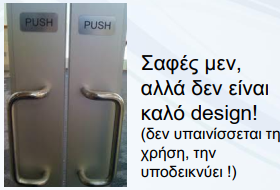 PUSH PUSH
Σαφές μεν,
αλλά δεν είναι
καλό design!
(δεν υπαινίσσεται τη
χρήση, την
υποδεικνύει !)